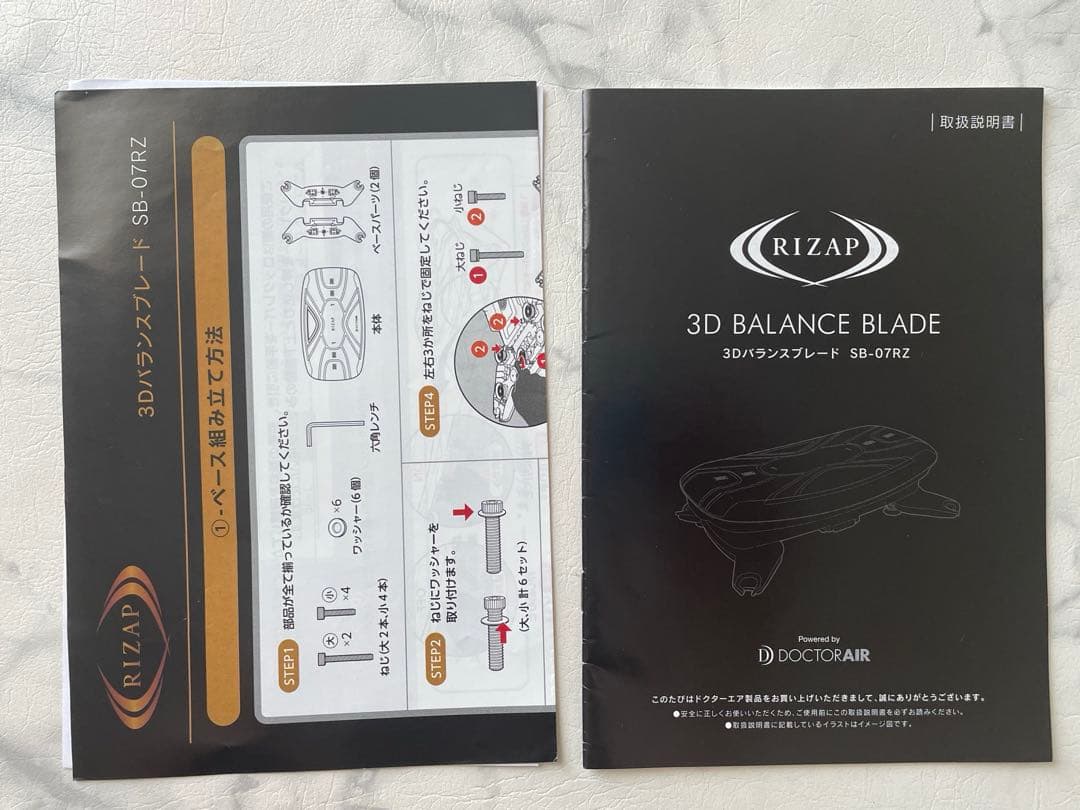 RIZAP
3Dバランスブレード SB-07RZ
①-ベース組み立て方法
STEP1 部品が全て揃っているか確認してください。
大
×2
小
×4
ねじ(大2本、小4本)
×6
ワッシャー(6個)
六角レンチ
RIZAP
本体
ベースパーツ(2個)
STEP2 ねじにワッシャーを
取り付けます。
(大、小 計6セット)
STEP4 左右3か所をねじで固定してください。
2
2
1
大ねじ
1
小ねじ
2
取扱説明書
RIZAP
3D BALANCE BLADE
3Dバランスブレード SB-07RZ
Powered by
DOCTORAIR
このたびはドクターエア製品をお買い上げいただきまして、誠にありがとうございます。
●安全に正しくお使いいただくため、ご使用前にこの取扱説明書を必ずお読みください。
●取扱説明書に記載しているイラストはイメージ図です。